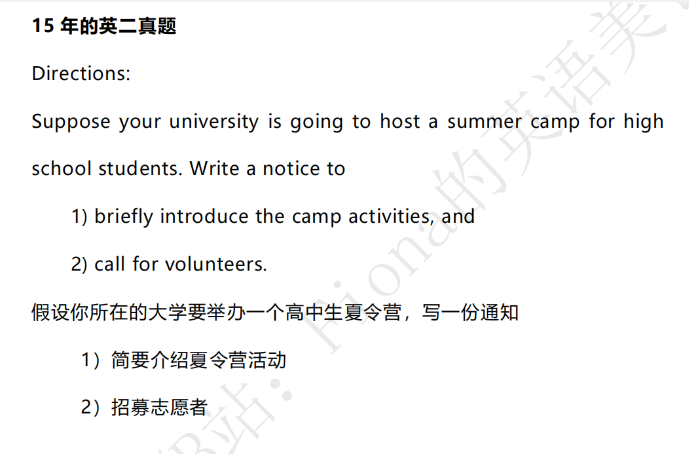 15 年的英二真题
Directions:
Suppose your university is going to host a summer camp for high
school students. Write a notice to
1) briefly introduce the camp activities, and
2) call for volunteers.
假设你所在的大学要举办一个高中生夏令营，写一份通知
1）简要介绍夏令营活动
2）招募志愿者
B站：Fiona的英语美